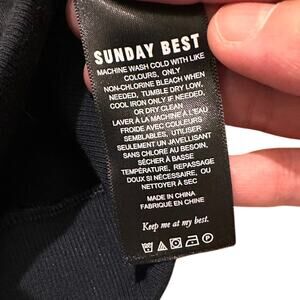 SUNDAY BEST
MACHINE WASH COLD WITH LIKE
COLOURS, ONLY
NON-CHLORINE BLEACH WHEN
NEEDED, TUMBLE DRY LOW,
COOL IRON ONLY IF NEEDED,
OR DRY CLEAN
LAVER À LA MACHINE À L'EAU
FROIDE AVEC COULEURS
SEMBLABLES, UTILISER
SEULEMENT UN JAVELLISANT
SANS CHLORE AU BESOIN,
SÉCHER À BASSE
TEMPÉRATURE, REPASSAGE
DOUX SI NÉCESSAIRE, OU
NETTOYER À SEC
MADE IN CHINA
FABRIQUÉ EN CHINE
Keep me at my best.
P